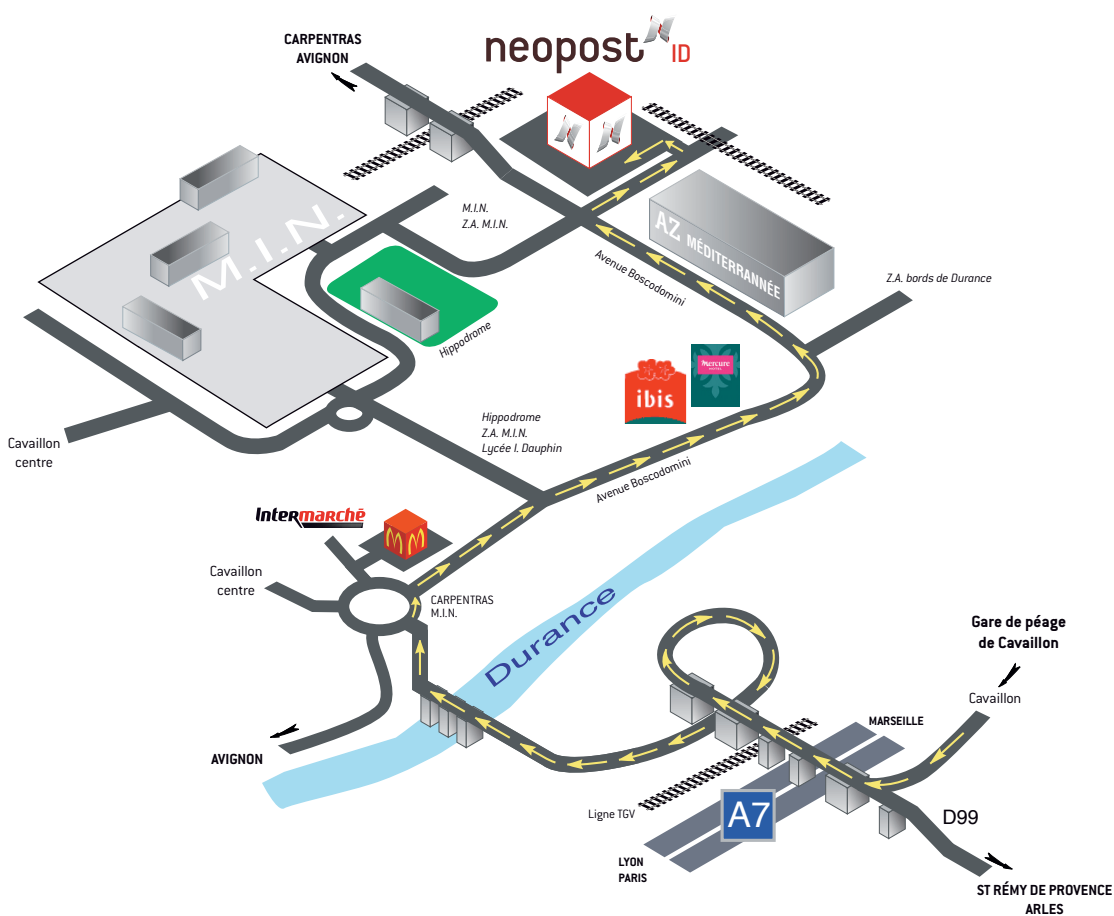 CARPENTRAS
AVIGNON
neopost
ID
M.I.N.
M.I.N.
Z.A. M.I.N.
AZ MÉDITERRANNÉE
Avenue Boscodomini
Z.A. bords de Durance
Hippodrome
ibis
Mercure
HOTEL
Cavaillon
centre
Hippodrome
Z.A. M.I.N.
Lycée I. Dauphin
Avenue Boscodomini
Intermarché
Cavaillon
centre
CARPENTRAS
M.I.N.
Durance
Gare de péage
de Cavaillon
Cavaillon
MARSEILLE
AVIGNON
Ligne TGV
A7
D99
LYON
PARIS
ST RÉMY DE PROVENCE
ARLES